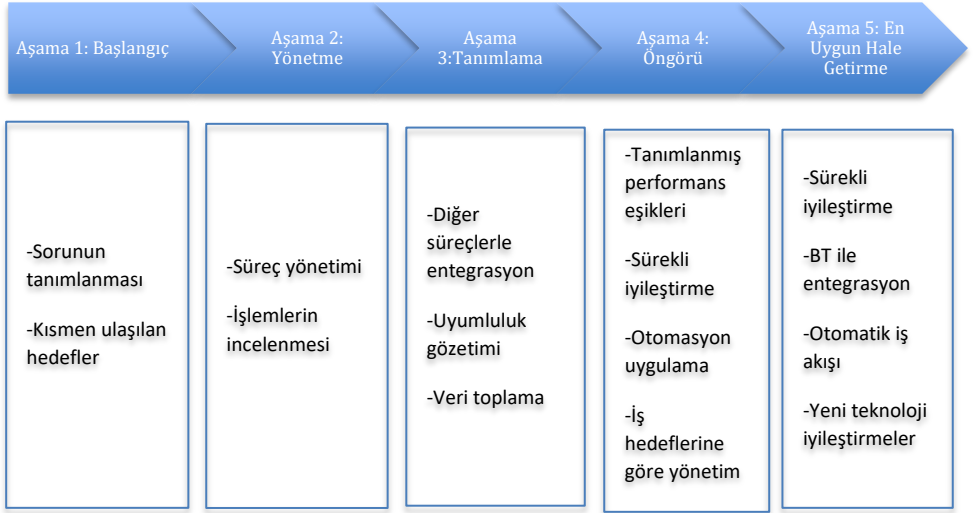 Aşama 1: Başlangıç
Aşama 2:
Yönetme
Aşama
3:Tanımlama
Aşama 4:
Öngörü
Aşama 5: En
Uygun Hale
Getirme
-Sorunun
tanımlanması
-Kısmen ulaşılan
hedefler
-Süreç yönetimi
-İşlemlerin
incelenmesi
-Diğer
süreçlerle
entegrasyon
-Uyumluluk
gözetimi
-Veri toplama
-Tanımlanmış
performans
eşikleri
-Sürekli
iyileştirme
-Otomasyon
uygulama
-İş
hedeflerine
göre yönetim
-Sürekli
iyileştirme
-BT ile
entegrasyon
-Otomatik iş
akışı
-Yeni teknoloji
iyileştirmeler